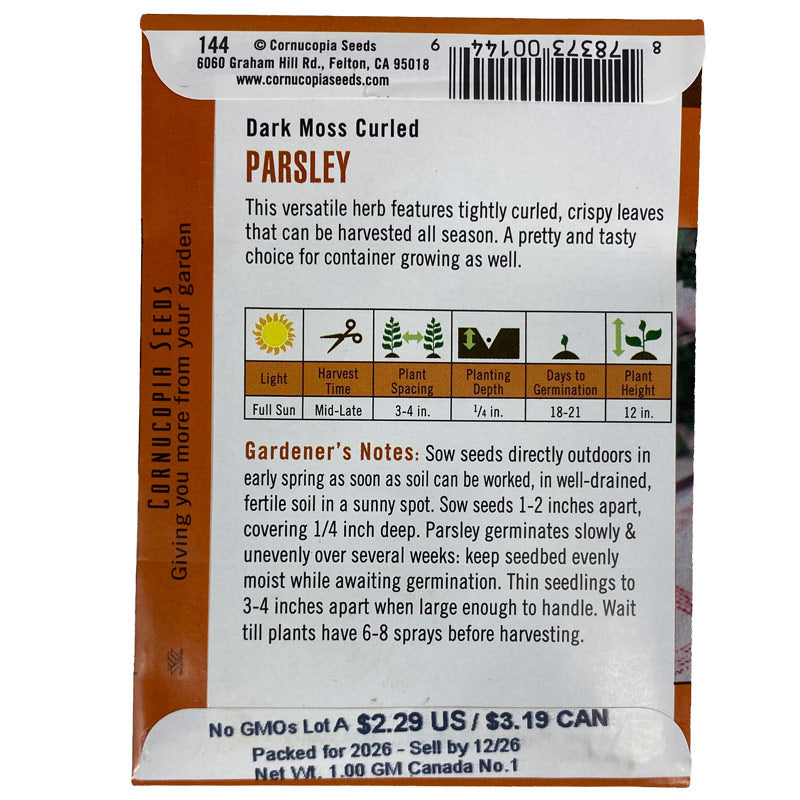 144 © Cornucopia Seeds
6060 Graham Hill Rd., Felton, CA 95018
www.cornucopiaseeds.com
8 78373 00144 9
Dark Moss Curled
PARSLEY
This versatile herb features tightly curled, crispy leaves
that can be harvested all season. A pretty and tasty
choice for container growing as well.
Light
Harvest Time
Plant Spacing
Planting Depth
Days to Germination
Plant Height
Full Sun
Mid-Late
3-4 in.
1/4 in.
18-21
12 in.
Gardener's Notes: Sow seeds directly outdoors in
early spring as soon as soil can be worked, in well-drained,
fertile soil in a sunny spot. Sow seeds 1-2 inches apart,
covering 1/4 inch deep. Parsley germinates slowly &
unevenly over several weeks: keep seedbed evenly
moist while awaiting germination. Thin seedlings to
3-4 inches apart when large enough to handle. Wait
till plants have 6-8 sprays before harvesting.
CORNUCOPIA SEEDS
Giving you more from your garden
No GMOs Lot A $2.29 US / $3.19 CAN
Packed for 2026 - Sell by 12/26
Net Wt. 1.00 GM Canada No.1